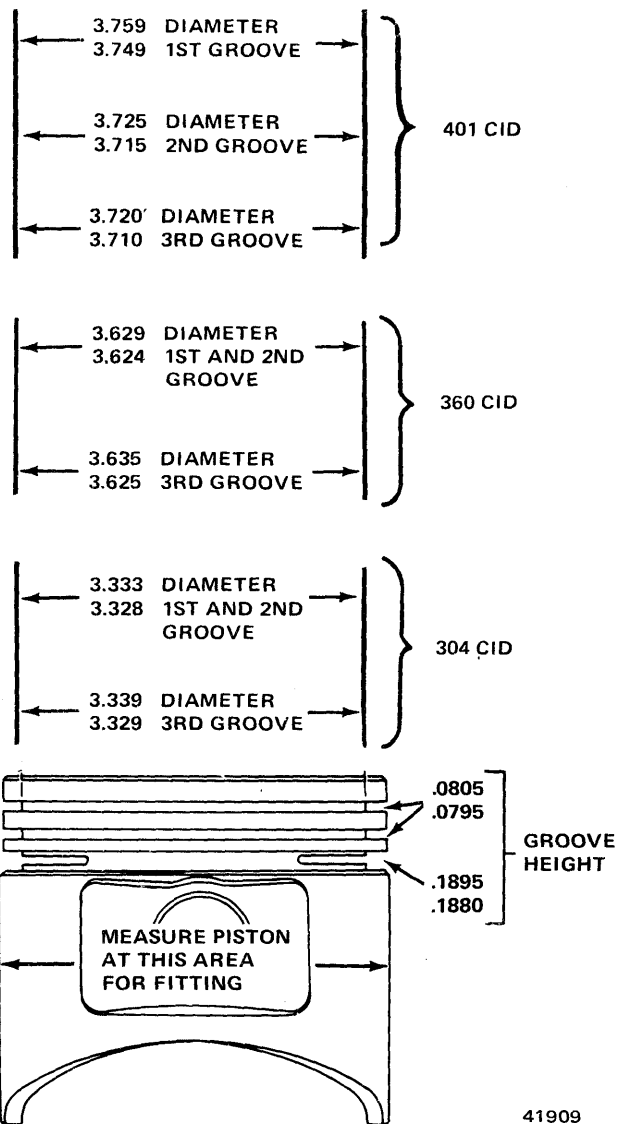 3.759 DIAMETER
3.749 1ST GROOVE
3.725 DIAMETER
3.715 2ND GROOVE
401 CID
3.720 DIAMETER
3.710 3RD GROOVE
3.629 DIAMETER
3.624 1ST AND 2ND
GROOVE
360 CID
3.635 DIAMETER
3.625 3RD GROOVE
3.333 DIAMETER
3.328 1ST AND 2ND
GROOVE
304 CID
3.339 DIAMETER
3.329 3RD GROOVE
.0805
.0795
GROOVE
HEIGHT
.1895
.1880
MEASURE PISTON
AT THIS AREA
FOR FITTING
41909